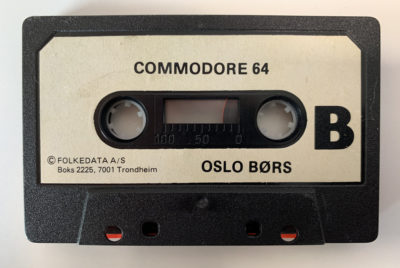 COMMODORE 64
B
100 50 0
© FOLKEDATA A/S
Boks 2225, 7001 Trondheim
OSLO BØRS